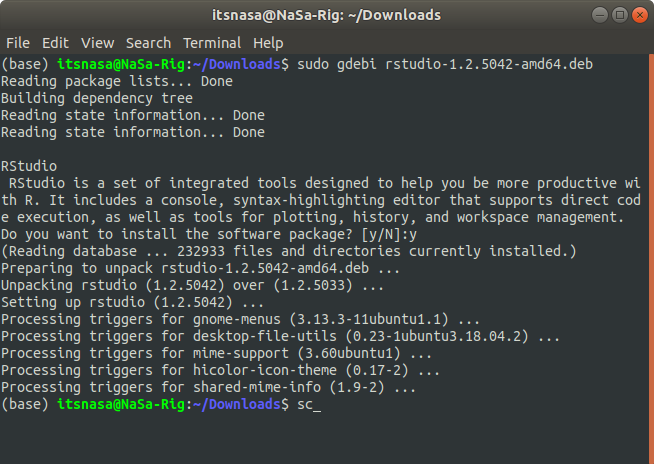 itsnasa@NaSa-Rig: ~/Downloads
File Edit View Search Terminal Help
(base) itsnasa@NaSa-Rig:~/Downloads$ sudo gdebi rstudio-1.2.5042-amd64.deb
Reading package lists... Done
Building dependency tree
Reading state information... Done
Reading state information... Done
RStudio
 RStudio is a set of integrated tools designed to help you be more productive wi
th R. It includes a console, syntax-highlighting editor that supports direct cod
e execution, as well as tools for plotting, history, and workspace management.
Do you want to install the software package? [y/N]:y
(Reading database ... 232933 files and directories currently installed.)
Preparing to unpack rstudio-1.2.5042-amd64.deb ...
Unpacking rstudio (1.2.5042) over (1.2.5033) ...
Setting up rstudio (1.2.5042) ...
Processing triggers for gnome-menus (3.13.3-11ubuntu1.1) ...
Processing triggers for desktop-file-utils (0.23-1ubuntu3.18.04.2) ...
Processing triggers for mime-support (3.60ubuntu1) ...
Processing triggers for hicolor-icon-theme (0.17-2) ...
Processing triggers for shared-mime-info (1.9-2) ...
(base) itsnasa@NaSa-Rig:~/Downloads$ sc_